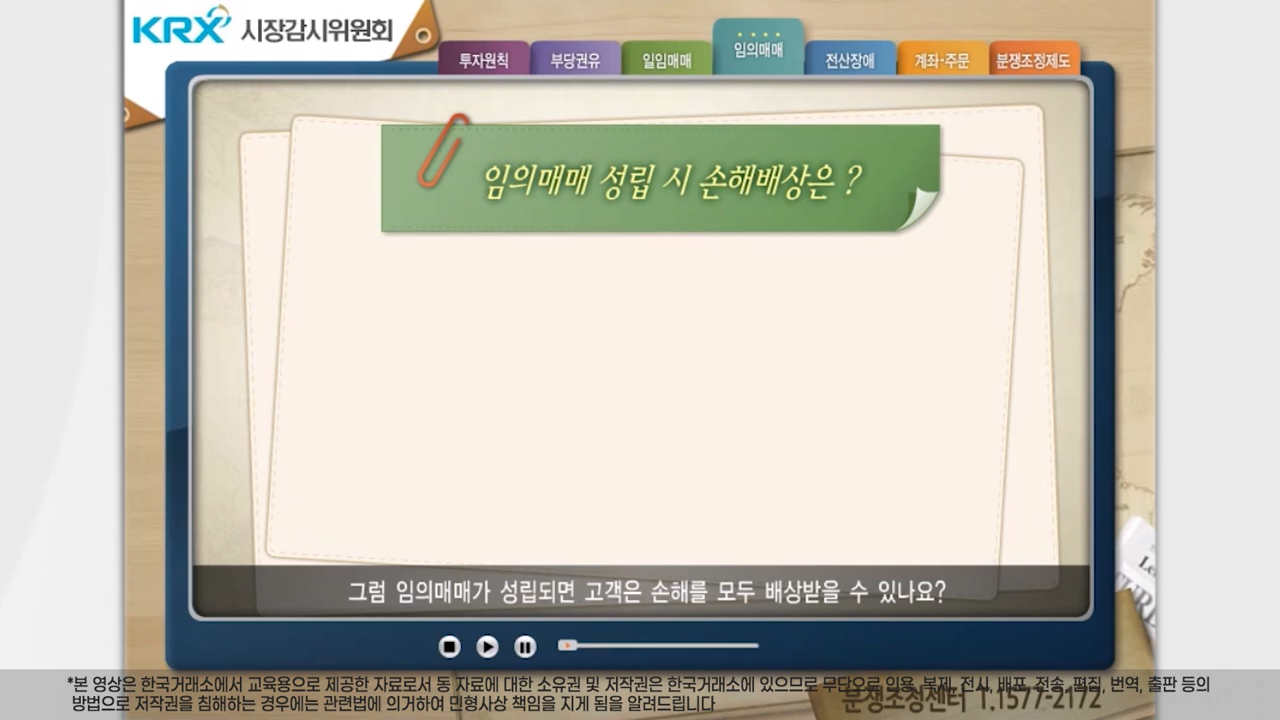 KRX 시장감시위원회
투자원칙 부당권유 일임매매 임의매매 전산장애 계좌·주문 분쟁조정제도
임의매매 성립 시 손해배상은 ?
그럼 임의매매가 성립되면 고객은 손해를 모두 배상받을 수 있나요?
*본 영상은 한국거래소에서 교육용으로 제공한 자료로서 동 자료에 대한 소유권 및 저작권은 한국거래소에 있으므로 무단으로 이용, 복제, 전시, 배포, 전송, 편집, 번역, 출판 등의
방법으로 저작권을 침해하는 경우에는 관련법에 의거하여 민형사상 책임을 지게 됨을 알려드립니다
분쟁조정센터 1.1577-2172